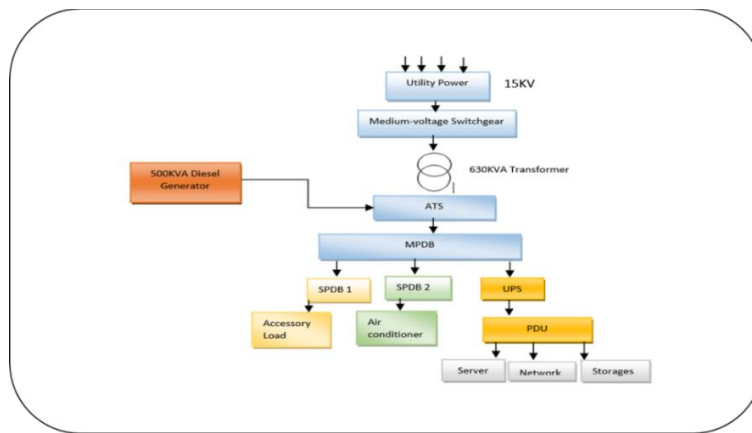 Utility Power
15KV
Medium-voltage Switchgear
630KVA Transformer
500KVA Diesel
Generator
ATS
MPDB
SPDB 1
SPDB 2
UPS
Accessory
Load
Air
conditioner
PDU
Server
Network
Storages